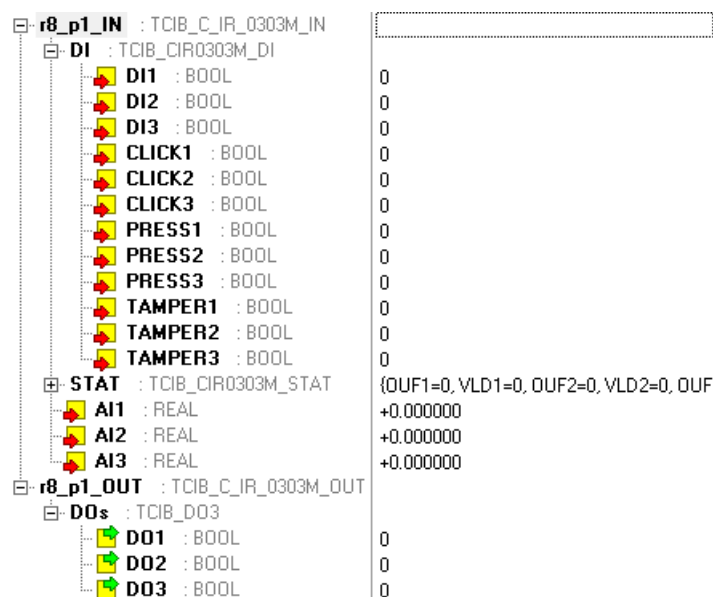 r8_p1_IN : TCIB_C_IR_0303M_IN
DI : TCIB_CIR0303M_DI
DI1 : BOOL 0
DI2 : BOOL 0
DI3 : BOOL 0
CLICK1 : BOOL 0
CLICK2 : BOOL 0
CLICK3 : BOOL 0
PRESS1 : BOOL 0
PRESS2 : BOOL 0
PRESS3 : BOOL 0
TAMPER1 : BOOL 0
TAMPER2 : BOOL 0
TAMPER3 : BOOL 0
STAT : TCIB_CIR0303M_STAT {OUF1=0, VLD1=0, OUF2=0, VLD2=0, OUF
AI1 : REAL +0.000000
AI2 : REAL +0.000000
AI3 : REAL +0.000000
r8_p1_OUT : TCIB_C_IR_0303M_OUT
DOs : TCIB_DO3
DO1 : BOOL 0
DO2 : BOOL 0
DO3 : BOOL 0